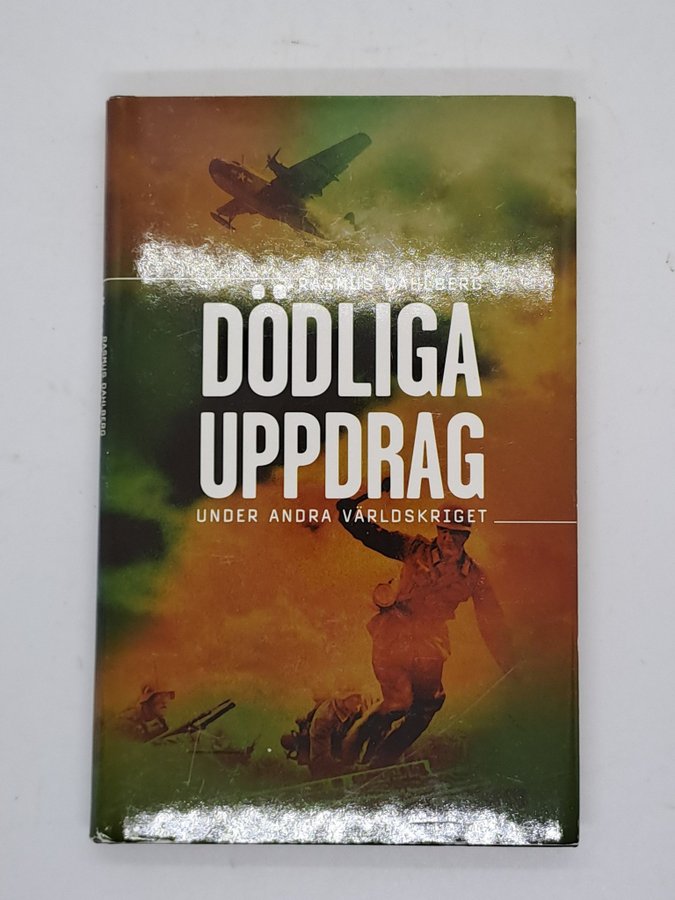 RASMUS DAHLBERG
DÖDLIGA
UPPDRAG
UNDER ANDRA VÄRLDSKRIGET
RASMUS DAHLBERG